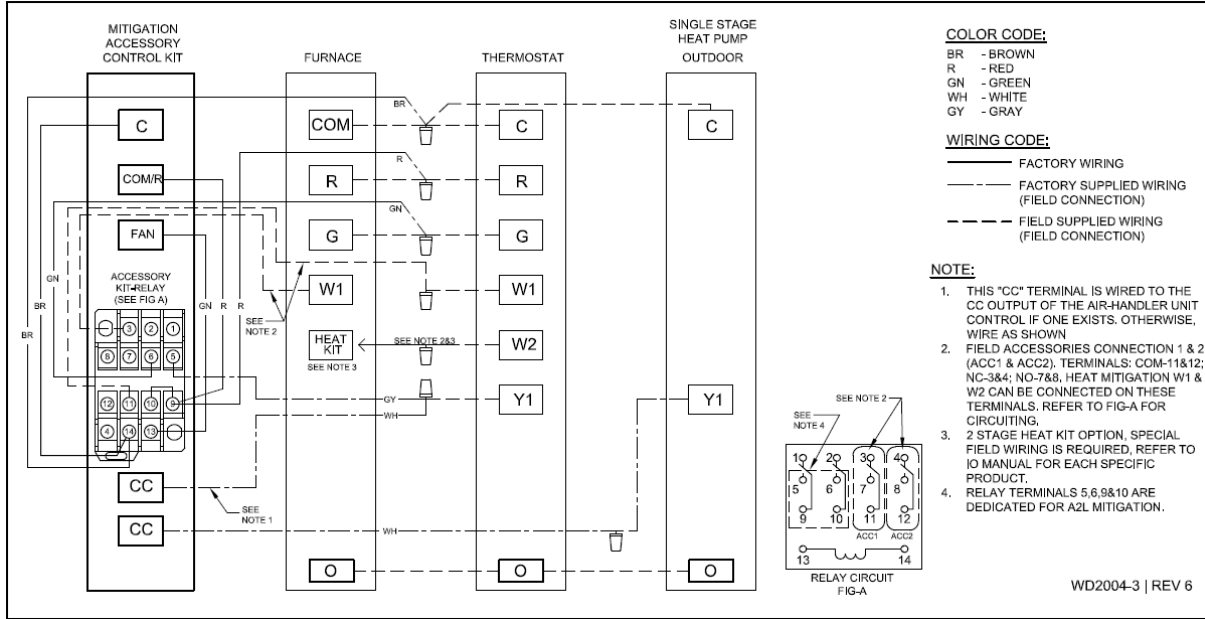 MITIGATION
ACCESSORY
CONTROL KIT
FURNACE
THERMOSTAT
SINGLE STAGE
HEAT PUMP
OUTDOOR
BR
C
COM
C
C
R
COM/R
R
R
GN
FAN
G
G
ACCESSORY
KIT-RELAY
(SEE FIG A)
GN
BR
BR
GN
R
R
W1
W1
SEE
NOTE 2
3
2
1
8
7
6
5
HEAT
KIT
SEE NOTE 3
SEE NOTE 2&3
W2
12
11
10
9
4
14
13
GY
WH
Y1
Y1
CC
SEE
NOTE 1
CC
WH
O
O
O
COLOR CODE:
BR - BROWN
R - RED
GN - GREEN
WH - WHITE
GY - GRAY
WIRING CODE:
FACTORY WIRING
FACTORY SUPPLIED WIRING
(FIELD CONNECTION)
FIELD SUPPLIED WIRING
(FIELD CONNECTION)
NOTE:
1. THIS "CC" TERMINAL IS WIRED TO THE
CC OUTPUT OF THE AIR-HANDLER UNIT
CONTROL IF ONE EXISTS. OTHERWISE,
WIRE AS SHOWN
2. FIELD ACCESSORIES CONNECTION 1 & 2
(ACC1 & ACC2). TERMINALS: COM-11&12;
NC-3&4; NO-7&8, HEAT MITIGATION W1 &
W2 CAN BE CONNECTED ON THESE
TERMINALS. REFER TO FIG-A FOR
CIRCUITING.
3. 2 STAGE HEAT KIT OPTION, SPECIAL
FIELD WIRING IS REQUIRED, REFER TO
IO MANUAL FOR EACH SPECIFIC
PRODUCT.
4. RELAY TERMINALS 5,6,9&10 ARE
DEDICATED FOR A2L MITIGATION.
SEE NOTE 2
SEE
NOTE 4
1 2 3 4
5 6 7 8
9 10 11 12
ACC1 ACC2
13 14
RELAY CIRCUIT
FIG-A
WD2004-3 | REV 6